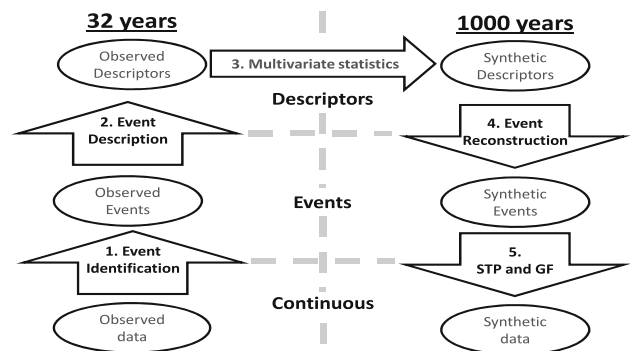 32 years
1000 years
Observed
Descriptors
3. Multivariate statistics
Synthetic
Descriptors
Descriptors
2. Event
Description
4. Event
Reconstruction
Observed
Events
Events
Synthetic
Events
1. Event
Identification
5.
STP and GF
Continuous
Observed
data
Synthetic
data